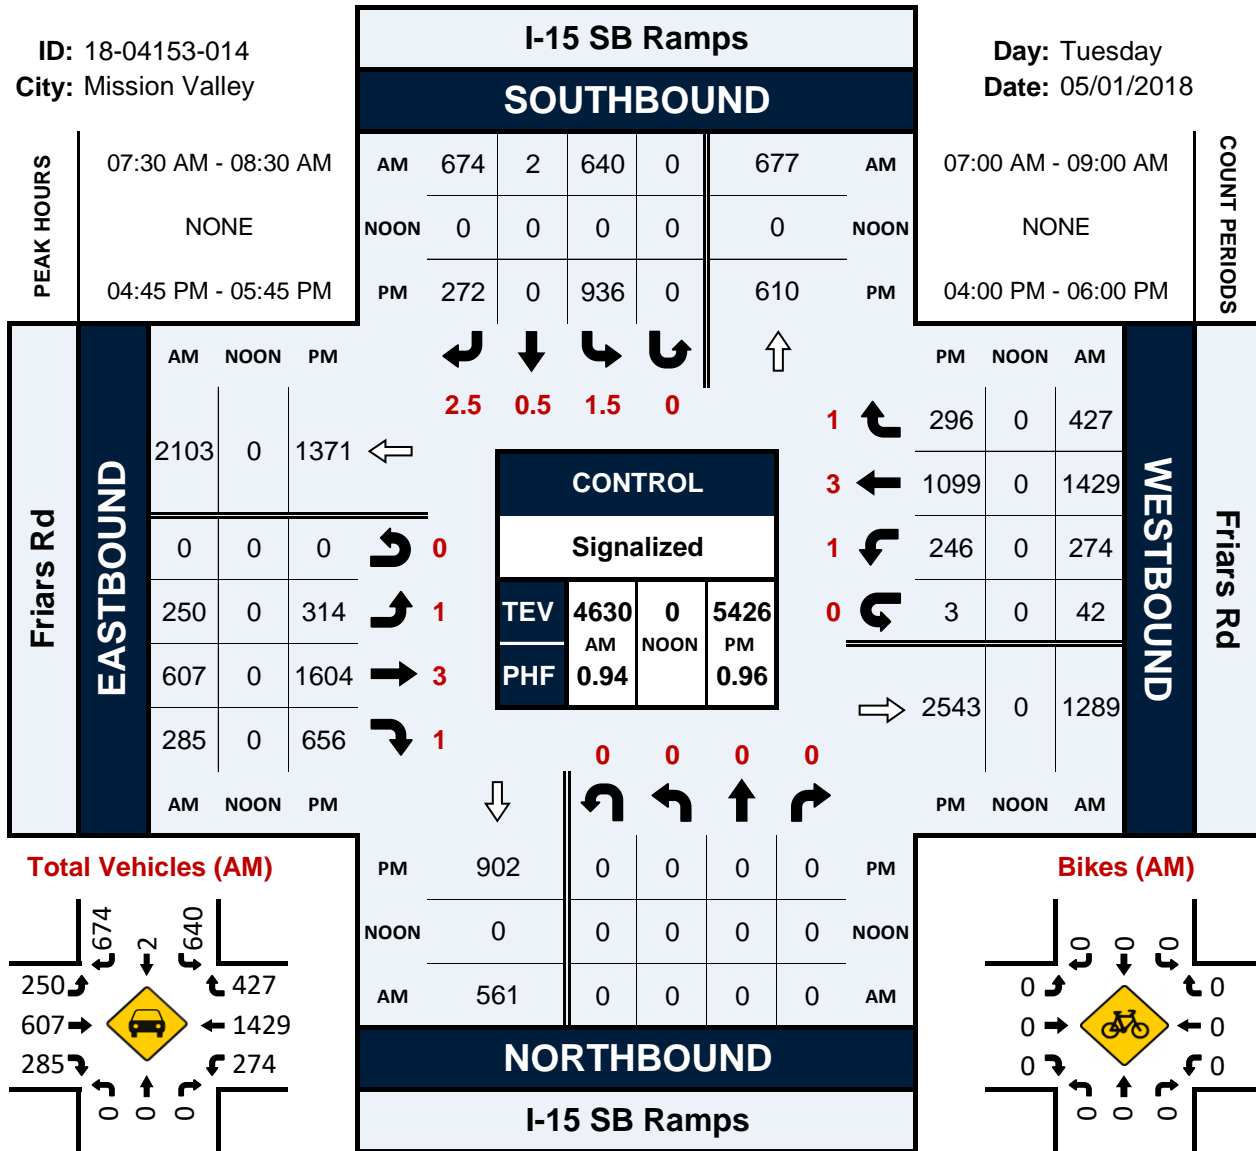 I-15 SB Ramps
SOUTHBOUND
ID: 18-04153-014
City: Mission Valley
Day: Tuesday
Date: 05/01/2018
PEAK HOURS
07:30 AM - 08:30 AM
NONE
04:45 PM - 05:45 PM
AM 674 2 640 0 677 AM
NOON 0 0 0 0 0 NOON
PM 272 0 936 0 610 PM
07:00 AM - 09:00 AM
NONE
04:00 PM - 06:00 PM
COUNT PERIODS
2.5 0.5 1.5 0
Friars Rd
EASTBOUND
AM NOON PM
2103 0 1371
0 0 0 0
250 0 314 1
607 0 1604 3
285 0 656 1
AM NOON PM
CONTROL
Signalized
TEV 4630 0 5426
AM NOON PM
PHF 0.94 0.96
PM NOON AM
1 296 0 427
3 1099 0 1429
1 246 0 274
0 3 0 42
2543 0 1289
PM NOON AM
WESTBOUND
Friars Rd
0 0 0 0
PM 902 0 0 0 0 PM
NOON 0 0 0 0 0 NOON
AM 561 0 0 0 0 AM
NORTHBOUND
I-15 SB Ramps
Total Vehicles (AM)
674 2 640
250 427
607 1429
285 274
0 0 0
Bikes (AM)
0 0 0
0 0
0 0
0 0
0 0 0